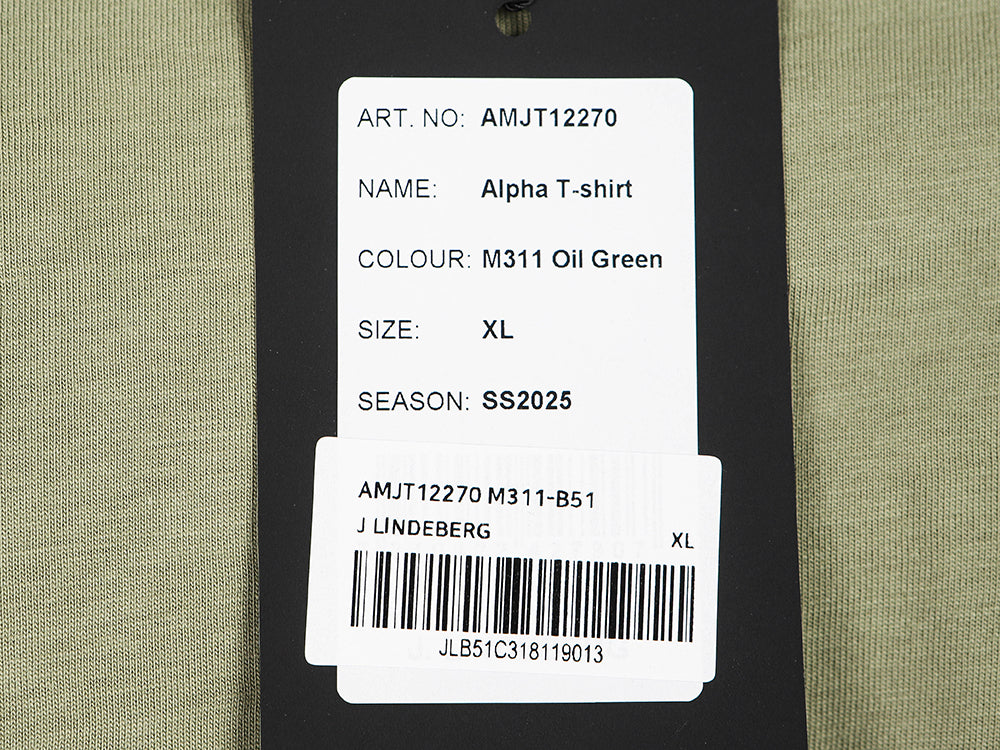 ART. NO: AMJT12270
NAME: Alpha T-shirt
COLOUR: M311 Oil Green
SIZE: XL
SEASON: SS2025
AMJT12270 M311-B51
J LINDEBERG
XL
JLB51C318119013